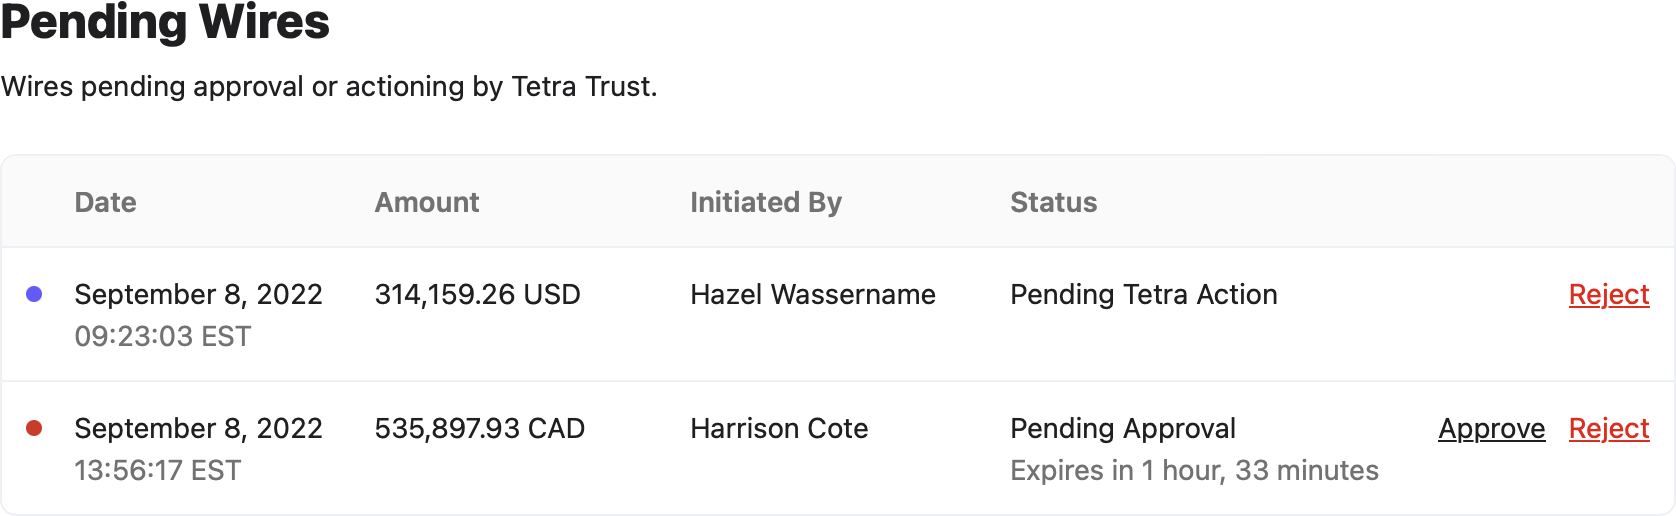 Pending Wires
Wires pending approval or actioning by Tetra Trust.
Date Amount Initiated By Status
September 8, 2022 314,159.26 USD Hazel Wassername Pending Tetra Action Reject
09:23:03 EST
September 8, 2022 535,897.93 CAD Harrison Cote Pending Approval Approve Reject
13:56:17 EST Expires in 1 hour, 33 minutes